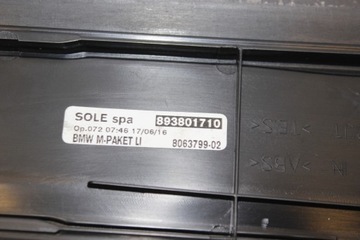 SOLE spa 893801710
Op.072 07:46 17/06/16
BMW M-PAKET LI 8063799-02